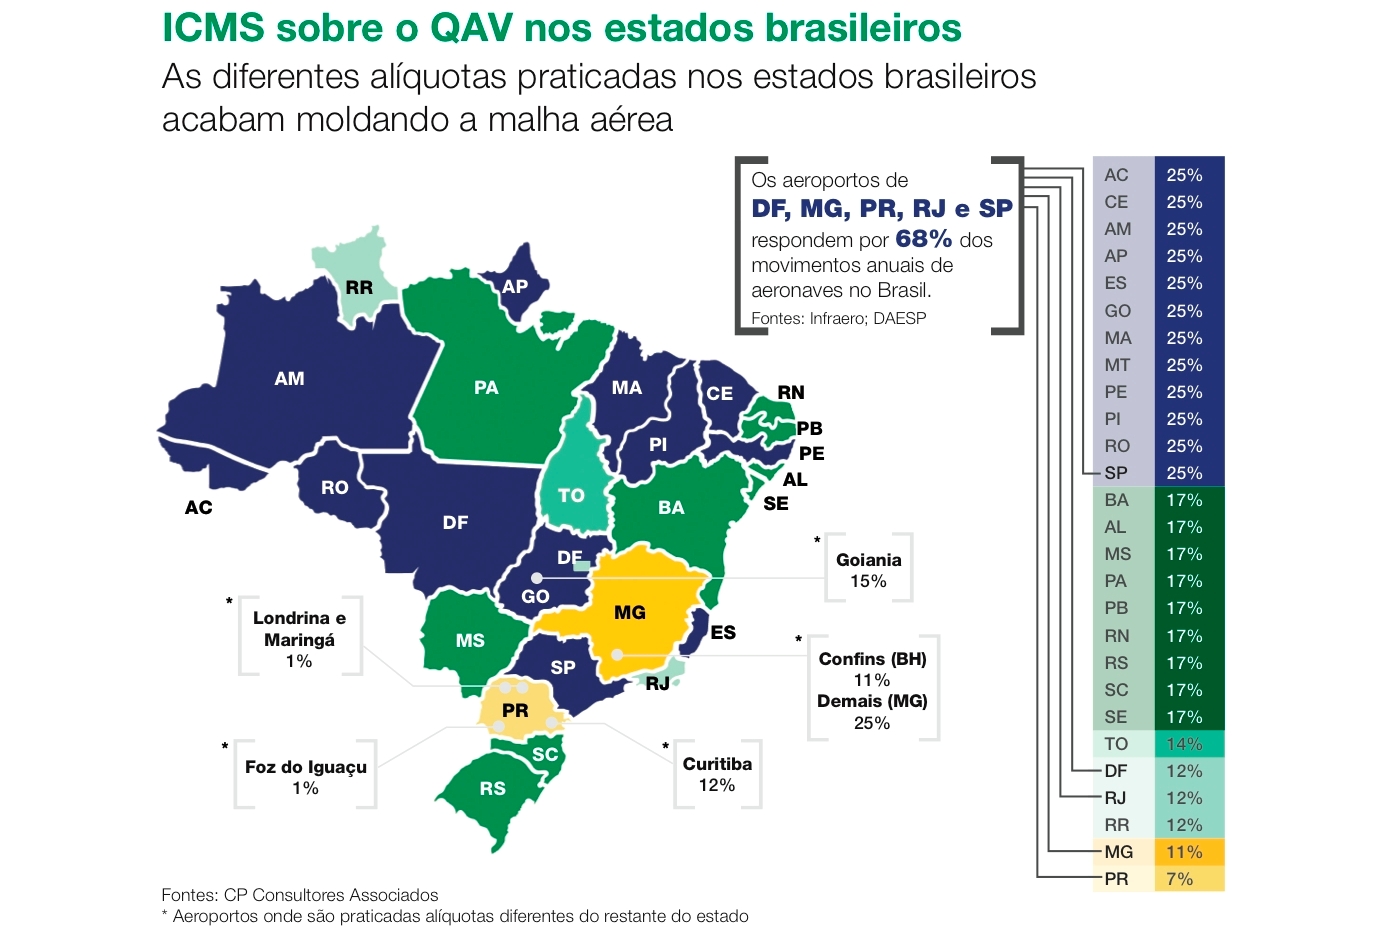 ICMS sobre o QAV nos estados brasileiros
As diferentes alíquotas praticadas nos estados brasileiros
acabam moldando a malha aérea
Os aeroportos de
DF, MG, PR, RJ e SP
respondem por 68% dos
movimentos anuais de
aeronaves no Brasil.
Fontes: Infraero; DAESP
AC 25%
CE 25%
AM 25%
AP 25%
ES 25%
GO 25%
MA 25%
MT 25%
PE 25%
PI 25%
RO 25%
SP 25%
BA 17%
AL 17%
MS 17%
PA 17%
PB 17%
RN 17%
RS 17%
SC 17%
SE 17%
TO 14%
DF 12%
RJ 12%
RR 12%
MG 11%
PR 7%
RR
AP
AM
PA
MA
CE
RN
PB
PI
PE
AL
SE
RO
AC
TO
BA
DF
DF
GO
MG
ES
MS
SP
RJ
PR
SC
RS
*
Goiania
15%
*
Londrina e
Maringá
1%
*
Confins (BH)
11%
Demais (MG)
25%
*
Foz do Iguaçu
1%
*
Curitiba
12%
Fontes: CP Consultores Associados
* Aeroportos onde são praticadas alíquotas diferentes do restante do estado